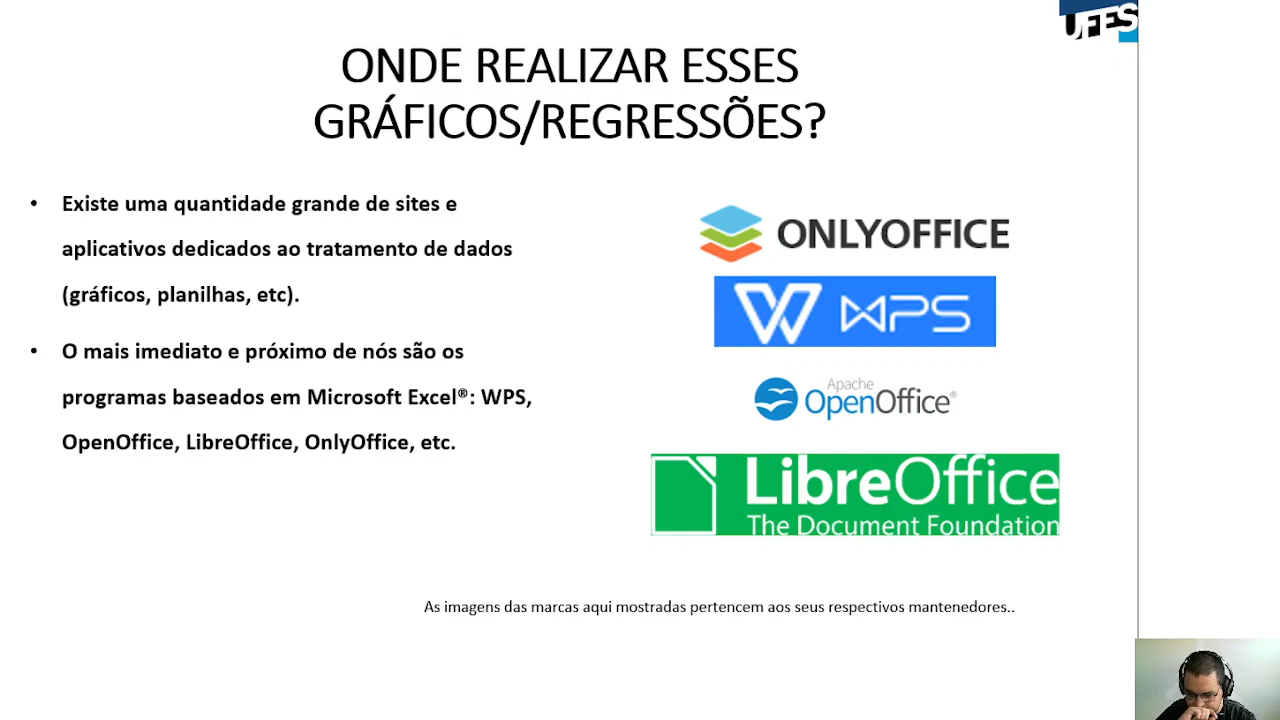 UFES
ONDE REALIZAR ESSES
GRÁFICOS/REGRESSÕES?
• Existe uma quantidade grande de sites e
aplicativos dedicados ao tratamento de dados
(gráficos, planilhas, etc).
• O mais imediato e próximo de nós são os
programas baseados em Microsoft Excel®: WPS,
OpenOffice, LibreOffice, OnlyOffice, etc.
ONLYOFFICE
W WPS
Apache
OpenOffice®
LibreOffice
The Document Foundation
As imagens das marcas aqui mostradas pertencem aos seus respectivos mantenedores..